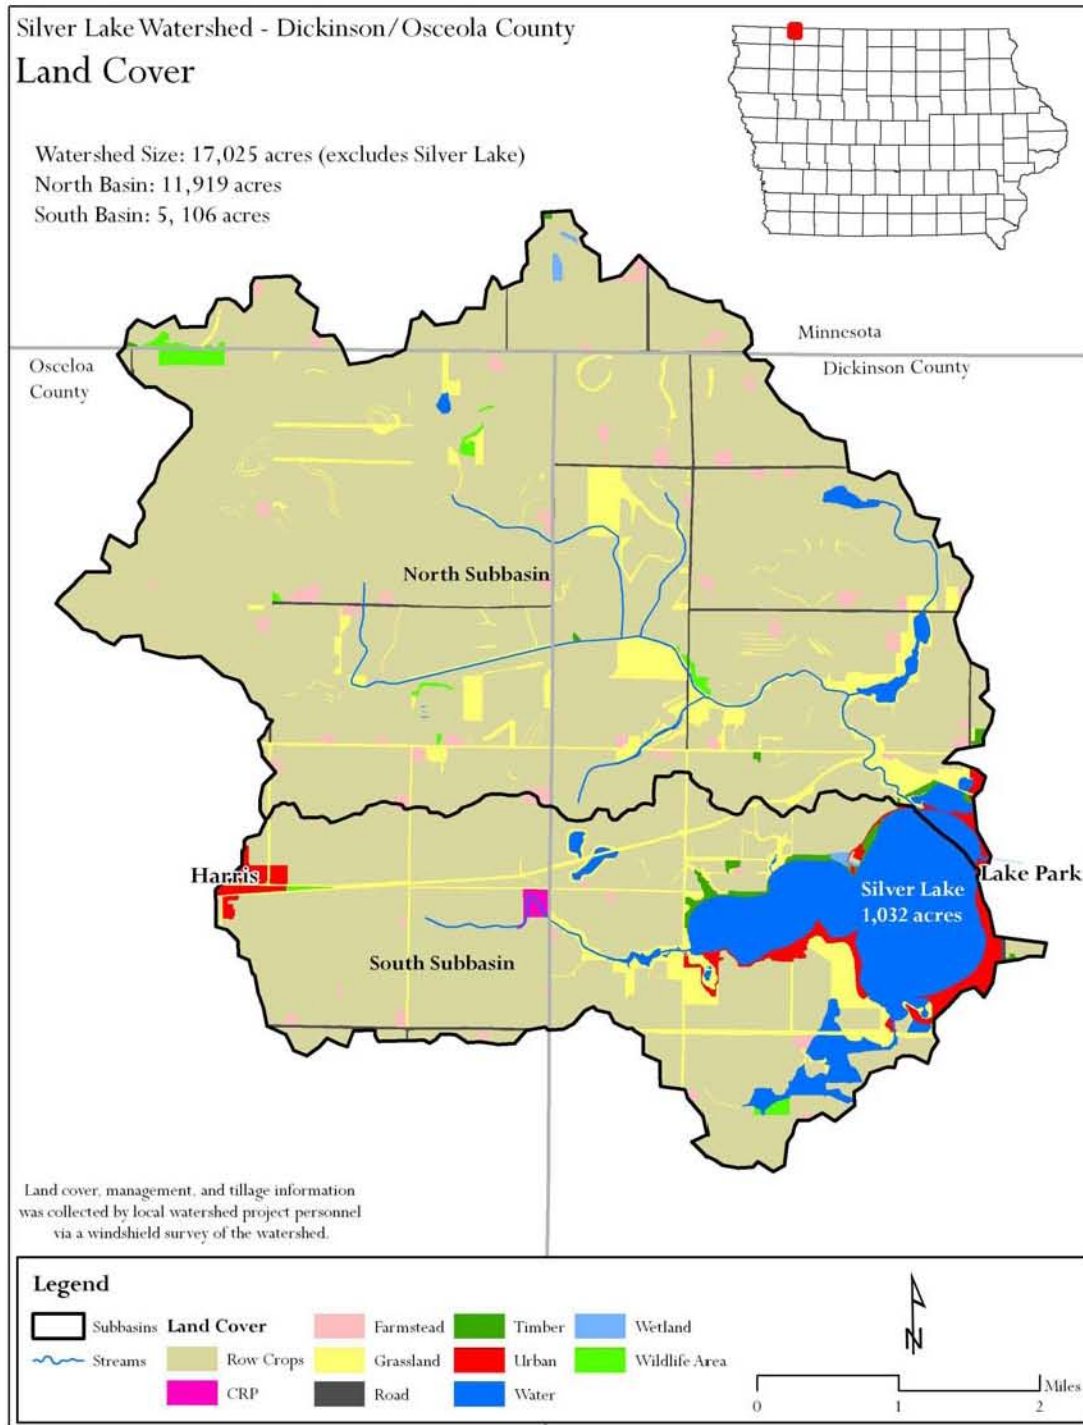 Silver Lake Watershed - Dickinson/Osceola County
Land Cover
Watershed Size: 17,025 acres (excludes Silver Lake)
North Basin: 11,919 acres
South Basin: 5, 106 acres
Minnesota
Osceloa
County
Dickinson County
North Subbasin
Harris
Silver Lake
1,032 acres
Lake Park
South Subbasin
Land cover, management, and tillage information
was collected by local watershed project personnel
via a windshield survey of the watershed.
Legend
Subbasins
Streams
Land Cover
Row Crops
CRP
Farmstead
Grassland
Road
Timber
Urban
Water
Wetland
Wildlife Area
N
Miles
0 1 2